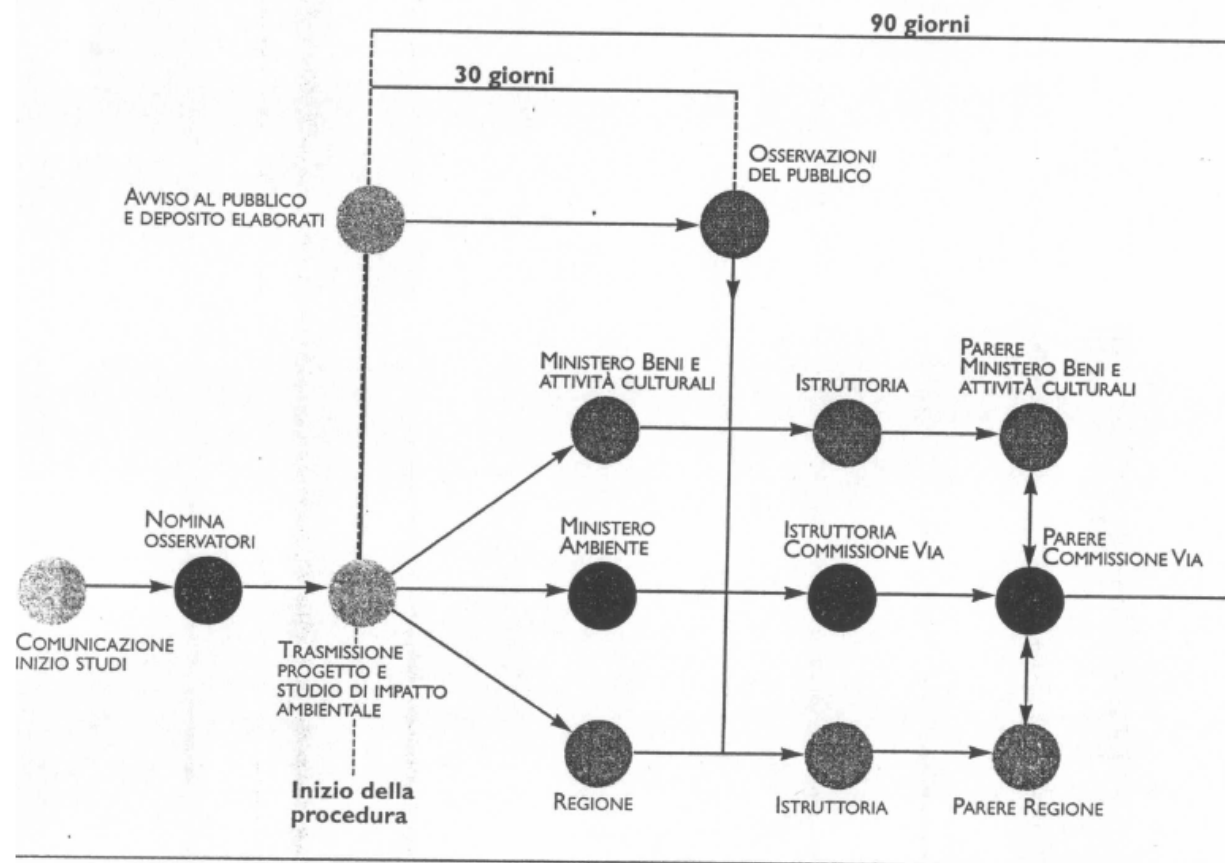 90 giorni
30 giorni
OSSERVAZIONI
DEL PUBBLICO
AVVISO AL PUBBLICO
E DEPOSITO ELABORATI
MINISTERO BENI E
ATTIVITÀ CULTURALI
ISTRUTTORIA
PARERE
MINISTERO BENI E
ATTIVITÀ CULTURALI
NOMINA
OSSERVATORI
MINISTERO
AMBIENTE
ISTRUTTORIA
COMMISSIONE VIA
PARERE
COMMISSIONE VIA
COMUNICAZIONE
INIZIO STUDI
TRASMISSIONE
PROGETTO E
STUDIO DI IMPATTO
AMBIENTALE
Inizio della
procedura
REGIONE
ISTRUTTORIA
PARERE REGIONE